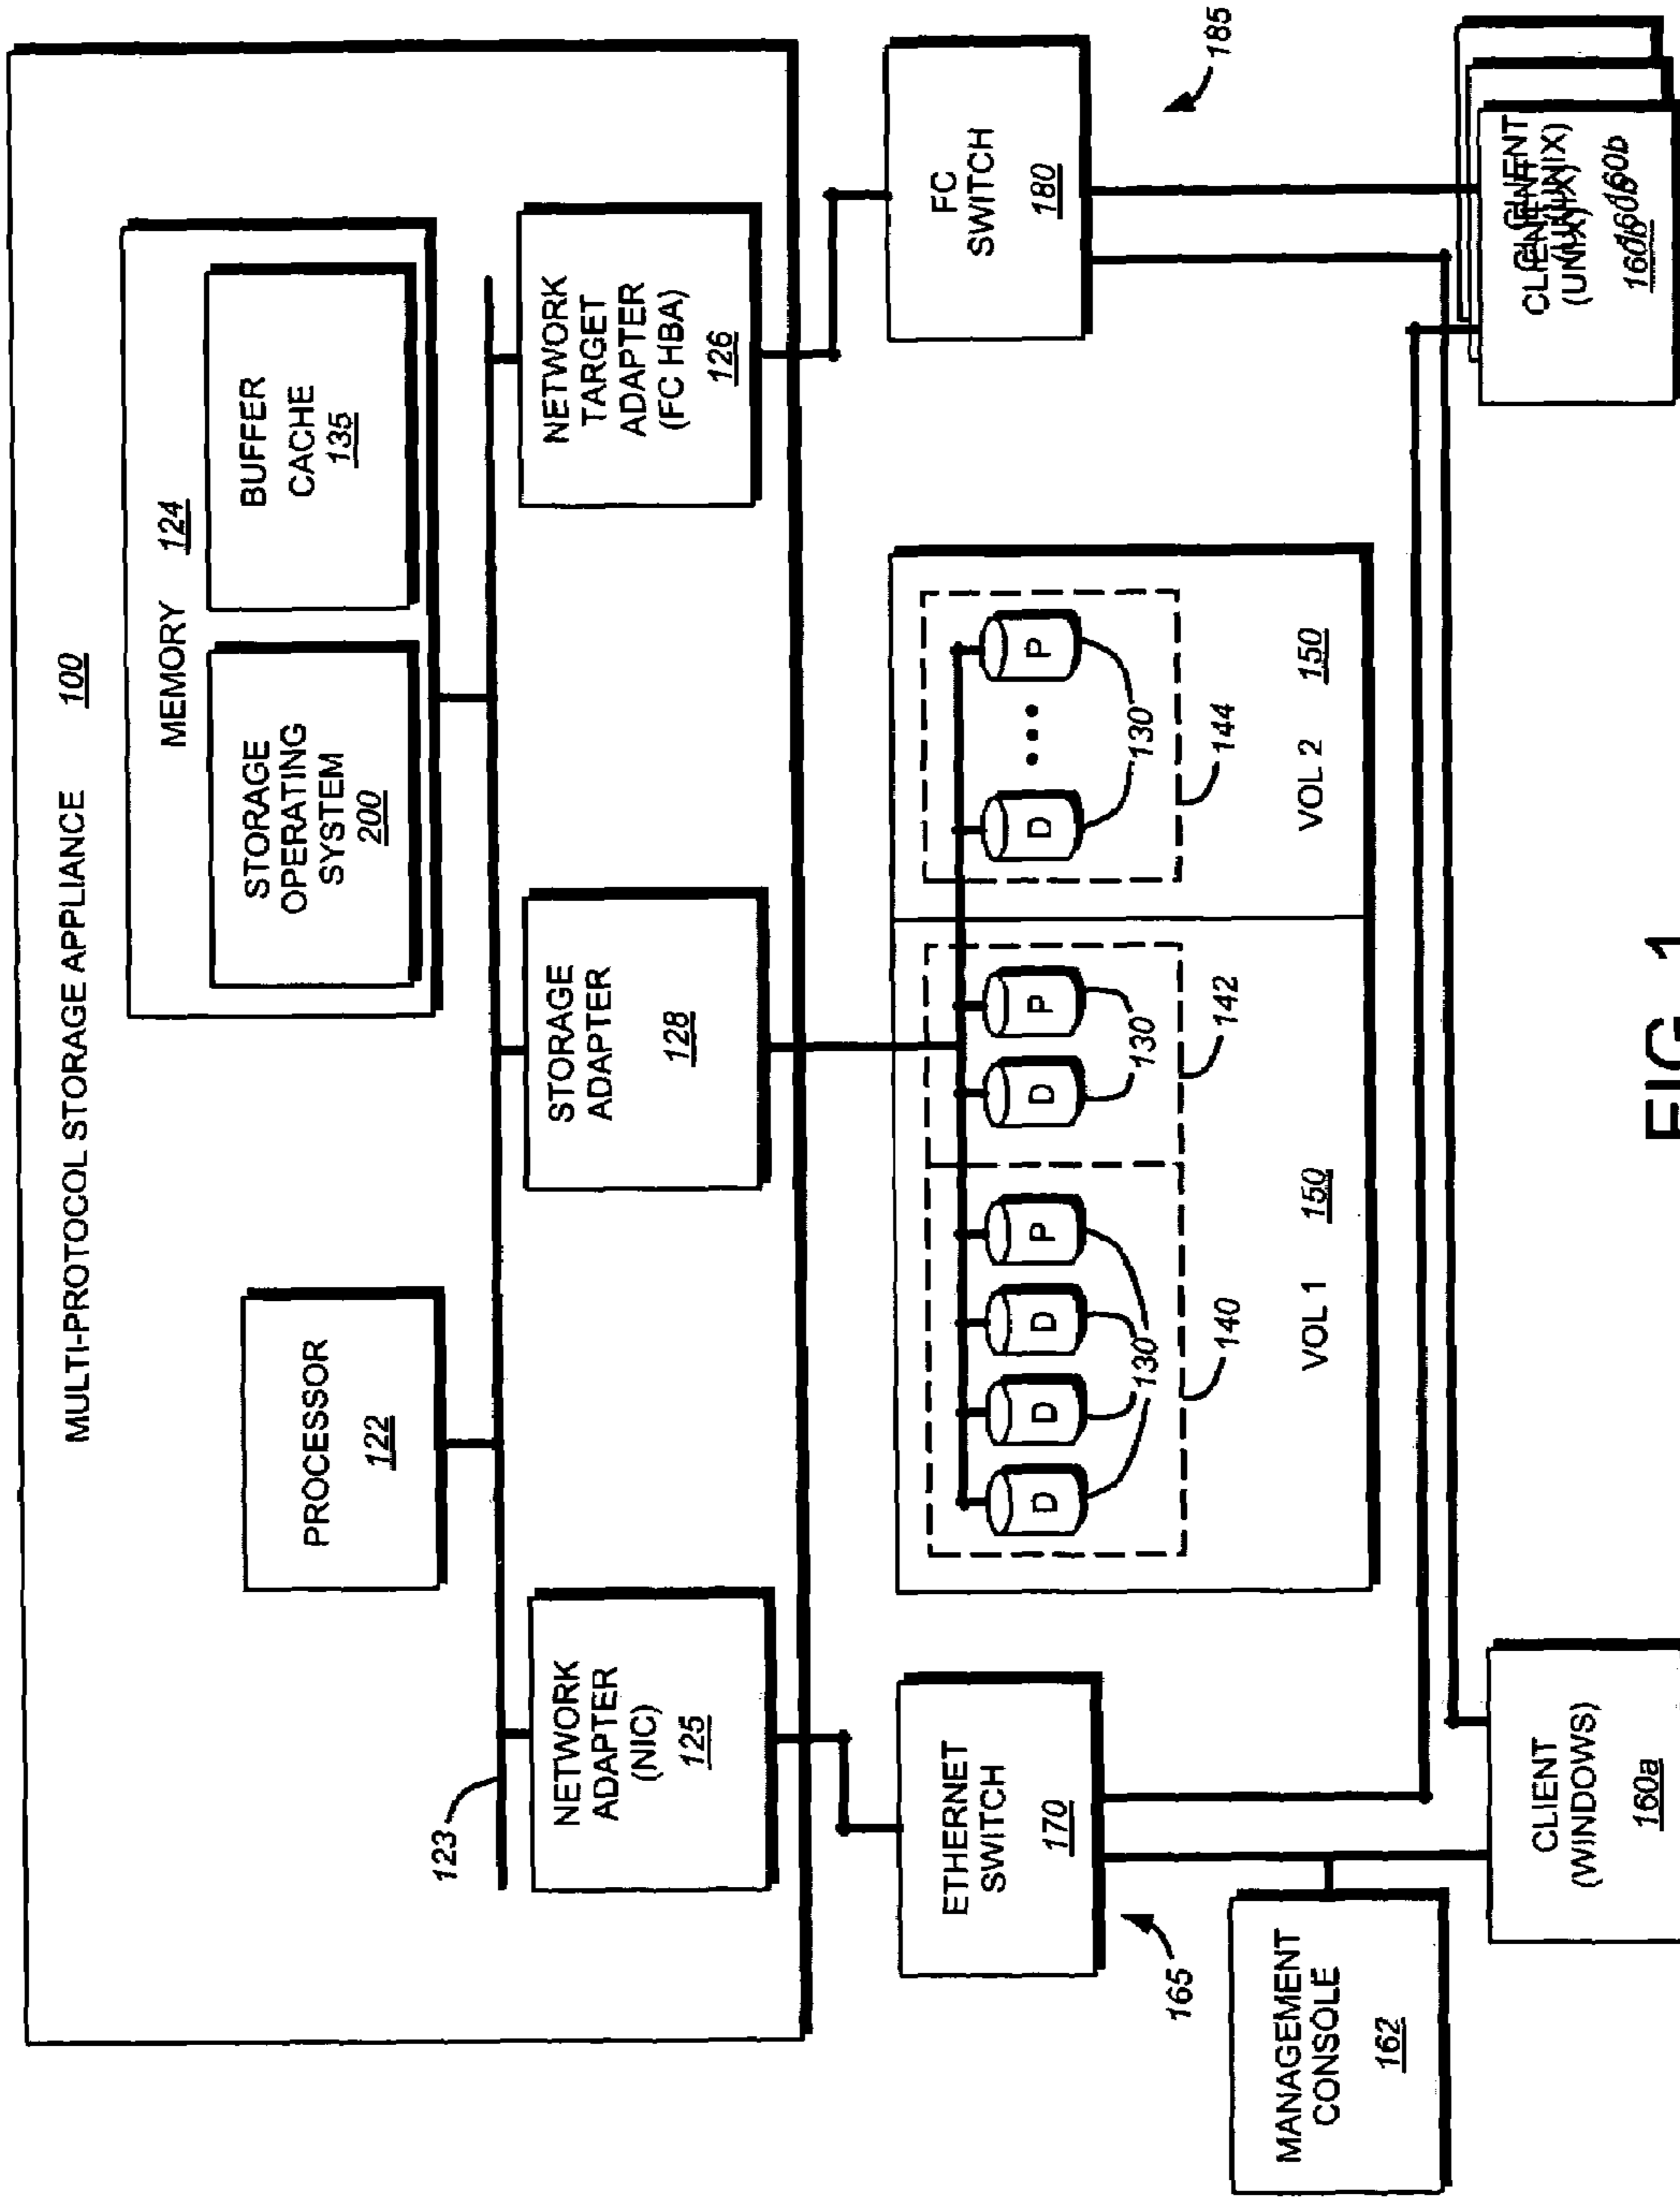 MULTI-PROTOCOL STORAGE APPLIANCE 100
MEMORY 124
STORAGE
OPERATING
SYSTEM
200
BUFFER
CACHE
135
PROCESSOR
122
123
NETWORK
ADAPTER
(NIC)
125
STORAGE
ADAPTER
128
NETWORK
TARGET
ADAPTER
(FC HBA)
126
ETHERNET
SWITCH
170
165
FC
SWITCH
180
185
D D D P D P D P
130 130 130
140 142 144
VOL 1 150
VOL 2 150
MANAGEMENT
CONSOLE
162
CLIENT
(WINDOWS)
160a
CLIENT
(UNIX)
160b
FIG. 1